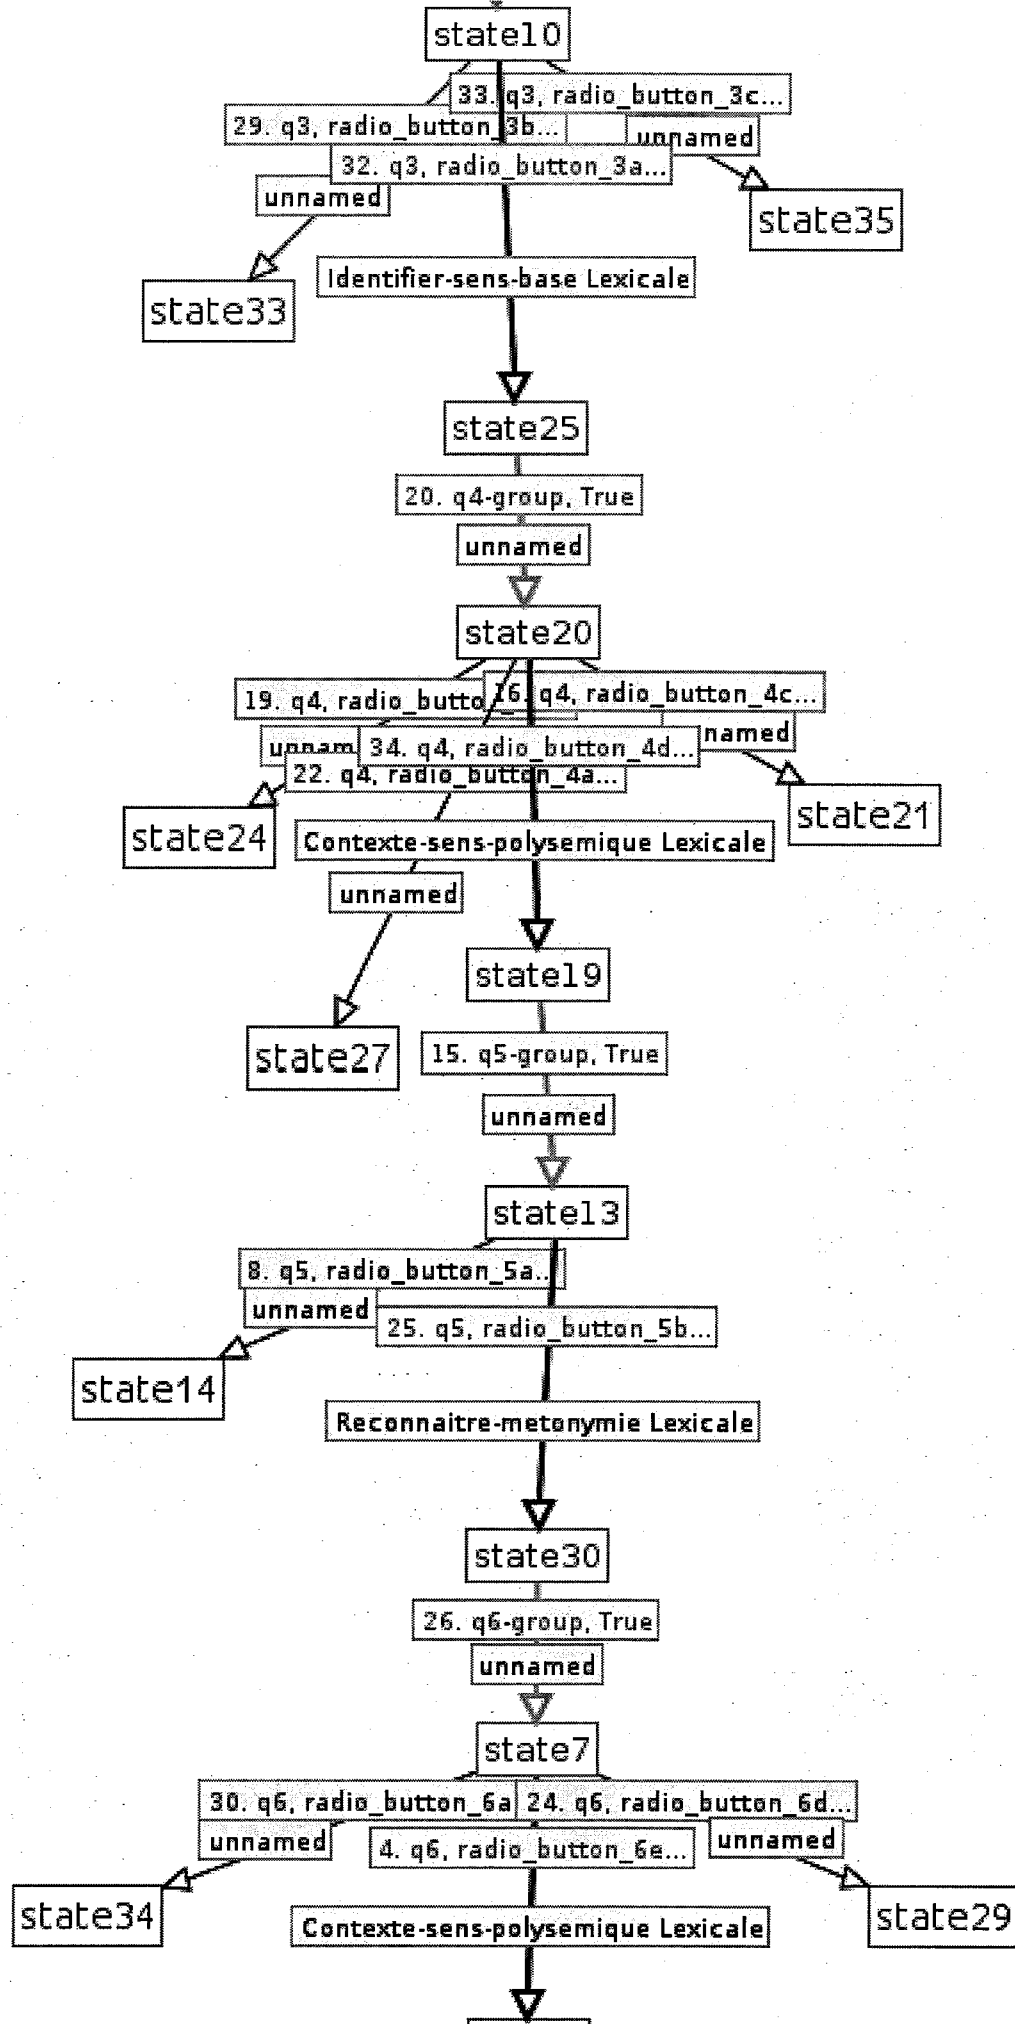 state10
33. q3, radio_button_3c...
29. q3, radio_button_3b...
unnamed
32. q3, radio_button_3a...
unnamed
state35
Identifier-sens-base Lexicale
state33
state25
20. q4-group, True
unnamed
state20
16. q4, radio_button_4c...
19. q4, radio_butto
named
unnam
34. q4, radio_button_4d...
22. q4, radio_button_4a...
state24
state21
Contexte-sens-polysemique Lexicale
unnamed
state19
state27
15. q5-group, True
unnamed
state13
8. q5, radio_button_5a...
unnamed
25. q5, radio_button_5b...
state14
Reconnaitre-metonymie Lexicale
state30
26. q6-group, True
unnamed
state7
30. q6, radio_button_6a
24. q6, radio_button_6d...
unnamed
4. q6, radio_button_6e...
unnamed
state34
state29
Contexte-sens-polysemique Lexicale